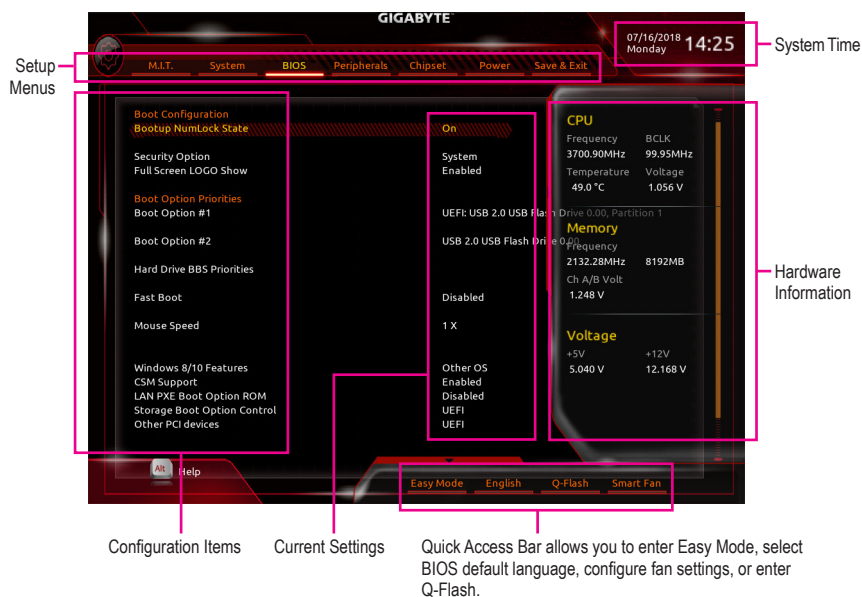 GIGABYTE™
07/16/2018
Monday
14:25
System Time
Setup
Menus
M.I.T. System BIOS Peripherals Chipset Power Save & Exit
Boot Configuration
Bootup NumLock State On
Security Option System
Full Screen LOGO Show Enabled
Boot Option Priorities
Boot Option #1 UEFI: USB 2.0 USB Flash Drive 0.00, Partition 1
Boot Option #2 USB 2.0 USB Flash Drive 0.00
Hard Drive BBS Priorities
Fast Boot Disabled
Mouse Speed 1 X
Windows 8/10 Features Other OS
CSM Support Enabled
LAN PXE Boot Option ROM Disabled
Storage Boot Option Control UEFI
Other PCI devices UEFI
CPU
Frequency BCLK
3700.90MHz 99.95MHz
Temperature Voltage
49.0 °C 1.056 V
Memory
Frequency
2132.28MHz 8192MB
Ch A/B Volt
1.248 V
Voltage
+5V +12V
5.040 V 12.168 V
Hardware
Information
Alt Help
Easy Mode English Q-Flash Smart Fan
Configuration Items
Current Settings
Quick Access Bar allows you to enter Easy Mode, select
BIOS default language, configure fan settings, or enter
Q-Flash.